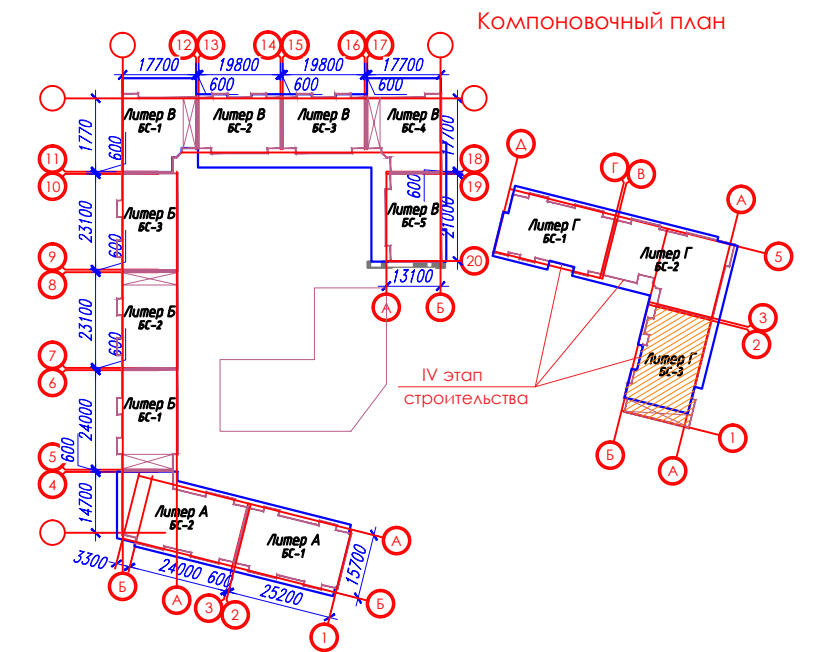 Компоновочный план
12 13 14 15 16 17
17700 19800 19800 17700
600 600 600
Литер В
БС-1
Литер В
БС-2
Литер В
БС-3
Литер В
БС-4
1770
600
17700
11
10
18
19
600
Литер В
БС-5
21000
20
13100
А Б
23100
Литер Б
БС-3
600
9
8
23100
Литер Б
БС-2
600
7
6
24000
Литер Б
БС-1
600
5
4
14700
Литер А
БС-2
Литер А
БС-1
3300
24000
600
25200
15700
Б
А
3
2
1
А
Б
Д
Г
В
А
Литер Г
БС-1
Литер Г
БС-2
5
3
2
Литер Г
БС-3
IV этап
строительства
1
Б
А